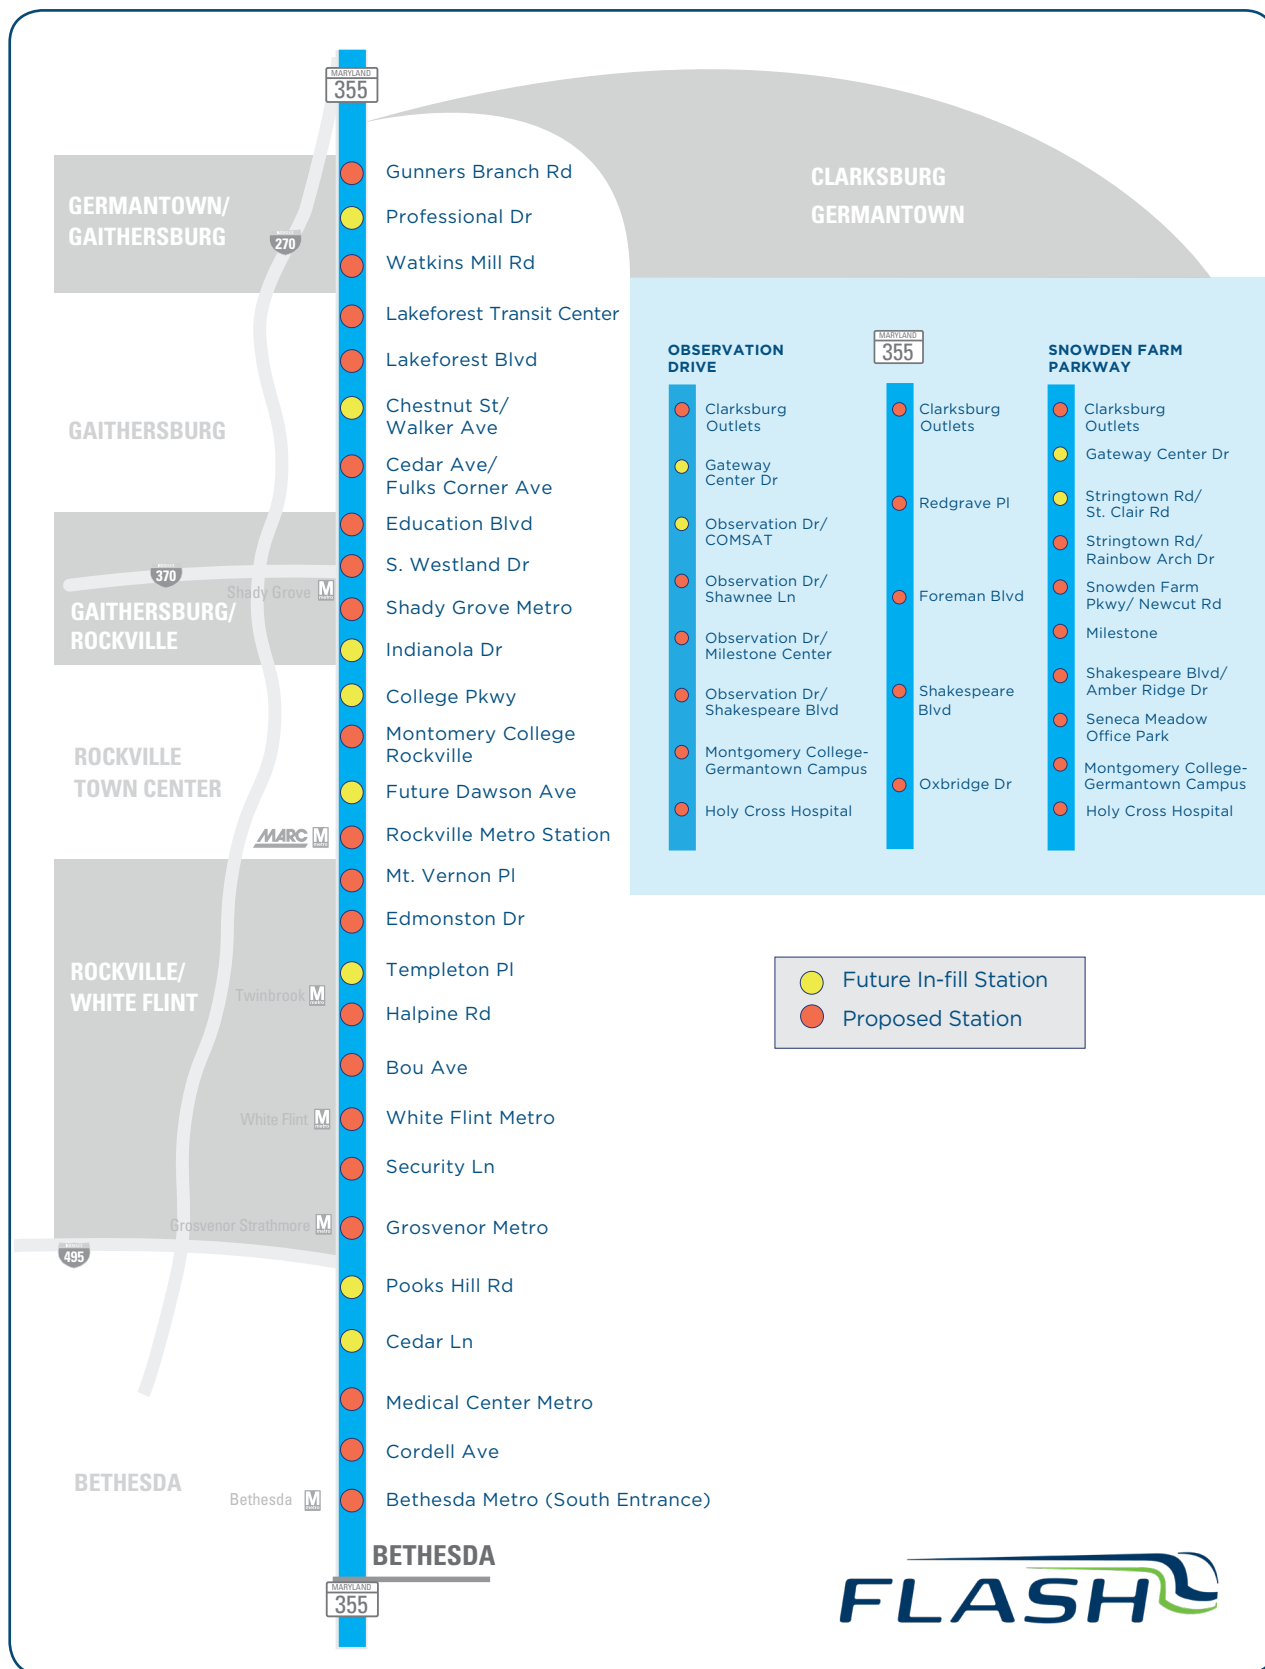 MARYLAND
355
Gunners Branch Rd
Professional Dr
Watkins Mill Rd
Lakeforest Transit Center
Lakeforest Blvd
Chestnut St/
Walker Ave
Cedar Ave/
Fulks Corner Ave
Education Blvd
S. Westland Dr
Shady Grove Metro
Indianola Dr
College Pkwy
Montomery College
Rockville
Future Dawson Ave
Rockville Metro Station
Mt. Vernon Pl
Edmonston Dr
Templeton Pl
Halpine Rd
Bou Ave
White Flint Metro
Security Ln
Grosvenor Metro
Pooks Hill Rd
Cedar Ln
Medical Center Metro
Cordell Ave
Bethesda Metro (South Entrance)
BETHESDA
MARYLAND
355
GERMANTOWN/
GAITHERSBURG
270
GAITHERSBURG
370
Shady Grove M
GAITHERSBURG/
ROCKVILLE
ROCKVILLE
TOWN CENTER
MARC M
ROCKVILLE/
WHITE FLINT
Twinbrook M
White Flint M
Grosvenor Strathmore M
495
BETHESDA
Bethesda M
CLARKSBURG
GERMANTOWN
OBSERVATION
DRIVE
Clarksburg
Outlets
Gateway
Center Dr
Observation Dr/
COMSAT
Observation Dr/
Shawnee Ln
Observation Dr/
Milestone Center
Observation Dr/
Shakespeare Blvd
Montgomery College-
Germantown Campus
Holy Cross Hospital
MARYLAND
355
Clarksburg
Outlets
Redgrave Pl
Foreman Blvd
Shakespeare
Blvd
Oxbridge Dr
SNOWDEN FARM
PARKWAY
Clarksburg
Outlets
Gateway Center Dr
Stringtown Rd/
St. Clair Rd
Stringtown Rd/
Rainbow Arch Dr
Snowden Farm
Pkwy/ Newcut Rd
Milestone
Shakespeare Blvd/
Amber Ridge Dr
Seneca Meadow
Office Park
Montgomery College-
Germantown Campus
Holy Cross Hospital
Future In-fill Station
Proposed Station
FLASH